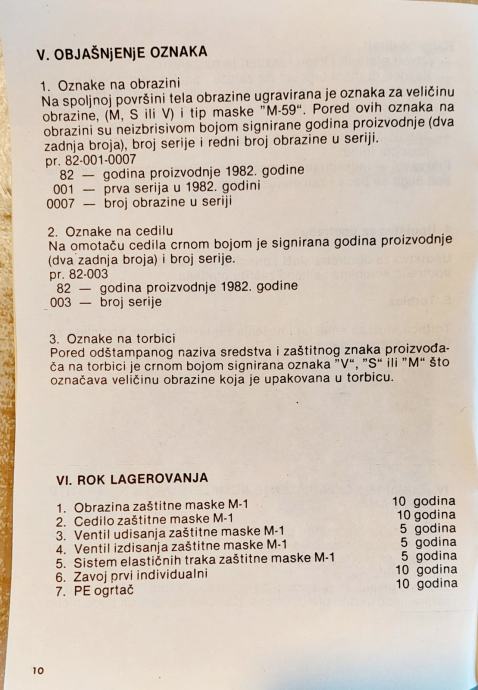 V. OBJAŠNjENjE OZNAKA
1. Oznake na obrazini
Na spoljnoj površini tela obrazine ugravirana je oznaka za veličinu
obrazine, (M, S ili V) i tip maske ”M-59“. Pored ovih oznaka na
obrazini su neizbrisivom bojom signirane godina proizvodnje (dva
zadnja broja), broj serije i redni broj obrazine u seriji.
pr. 82-001-0007
82 — godina proizvodnje 1982. godine
001 — prva serija u 1982. godini
0007 — broj obrazine u seriji
2. Oznake na cedilu
Na omotaču cedila crnom bojom je signirana godina proizvodnje
(dva zadnja broja) i broj serije.
pr. 82-003
82 — godina proizvodnje 1982. godine
003 — broj serije
3. Oznake na torbici
Pored odštampanog naziva sredstva i zaštitnog znaka proizvođa-
ča na torbici je crnom bojom signirana oznaka ”V“, ”S“ ili ”M“ što
označava veličinu obrazine koja je upakovana u torbicu.
VI. ROK LAGEROVANJA
1. Obrazina zaštitne maske M-1 10 godina
2. Cedilo zaštitne maske M-1 10 godina
3. Ventil udisanja zaštitne maske M-1 5 godina
4. Ventil izdisanja zaštitne maske M-1 5 godina
5. Sistem elastičnih traka zaštitne maske M-1 5 godina
6. Zavoj prvi individualni 10 godina
7. PE ogrtač 10 godina
10